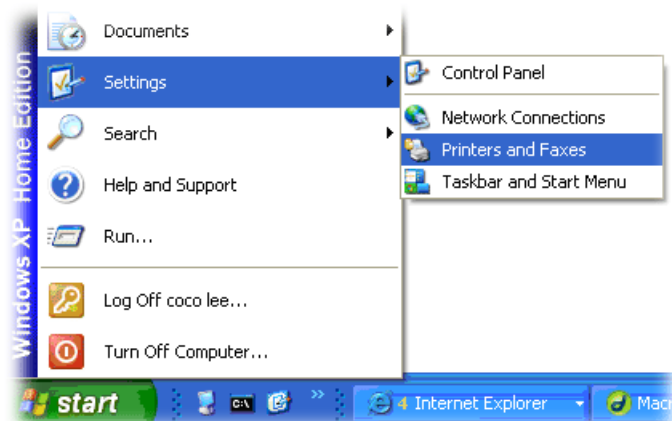 Windows XP Home Edition
Documents
Settings
Search
Help and Support
Run...
Log Off coco lee...
Turn Off Computer...
Control Panel
Network Connections
Printers and Faxes
Taskbar and Start Menu
start
C:\
4 Internet Explorer
Mac